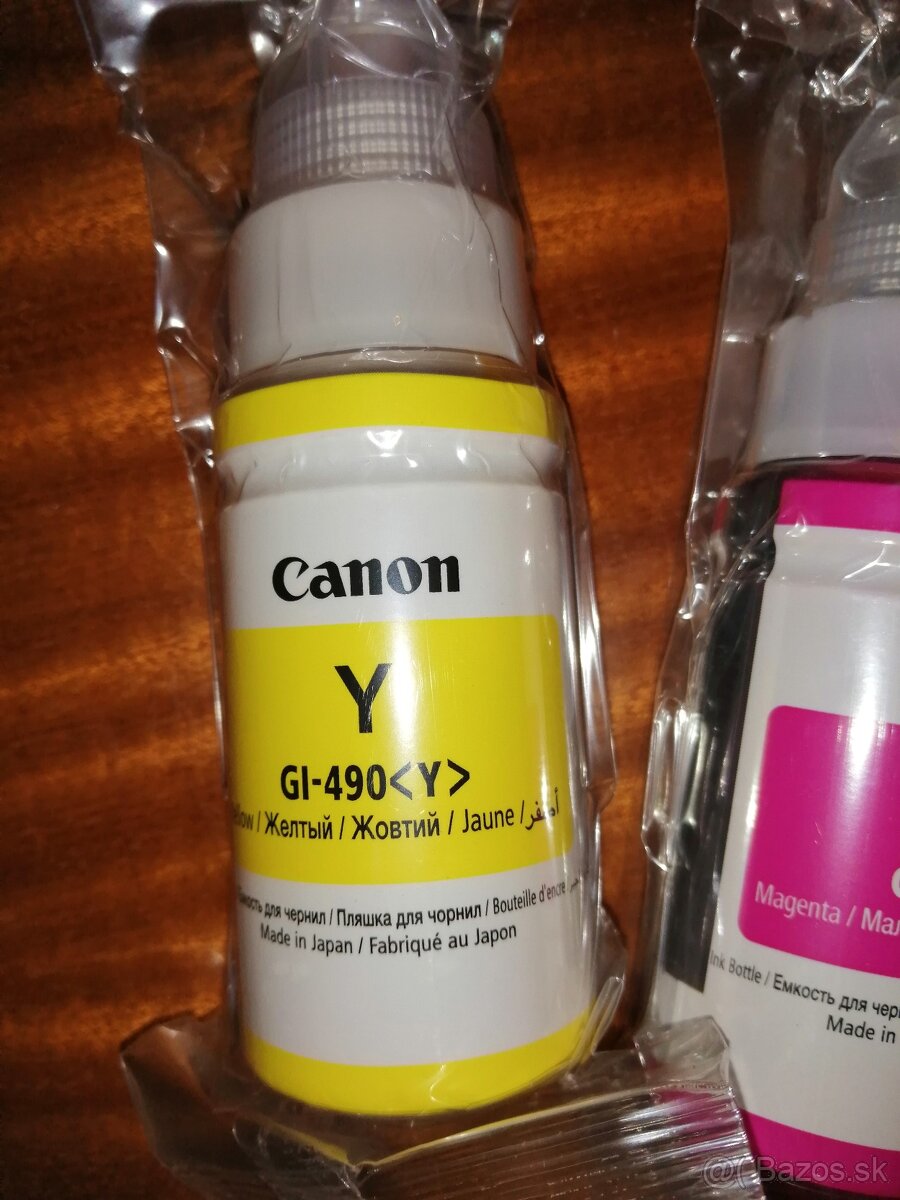 Canon
Y
GI-490<Y>
/ Желтый / Жовтий / Jaune / أصفر
для чернил / Пляшка для чорнил / Bouteille d'encre
Made in Japan / Fabriqué au Japon
Magenta /
Ink Bottle / Емкость для
Made in
@Bazos.sk